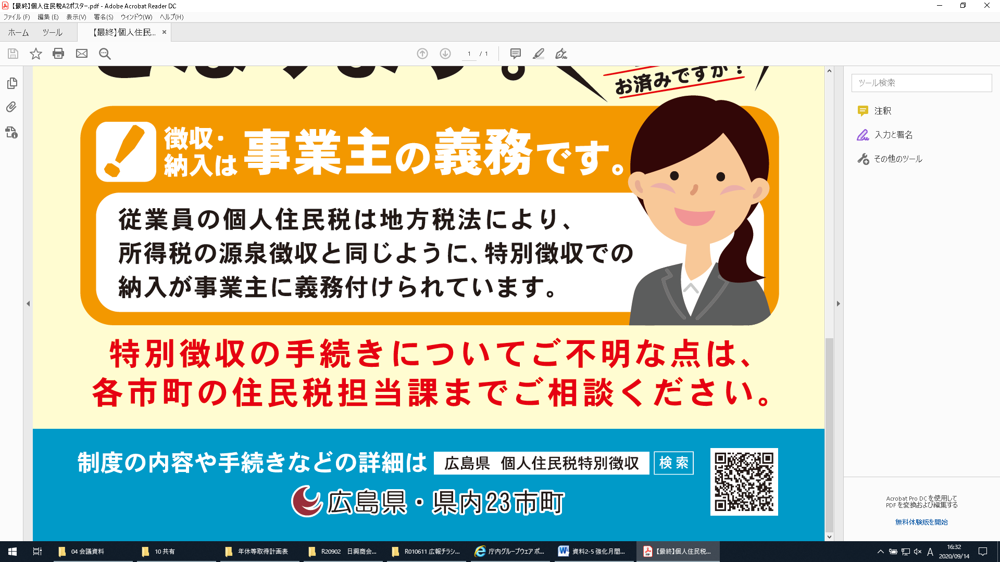 【最終】個人住民税A2ポスター.pdf - Adobe Acrobat Reader DC
ファイル(F) 編集(E) 表示(V) 署名(S) ウィンドウ(W) ヘルプ(H)
ホーム ツール 【最終】個人住民... ×
1 / 1
お済みですか？
徴収・
納入は
事業主の義務です。
従業員の個人住民税は地方税法により、
所得税の源泉徴収と同じように、特別徴収での
納入が事業主に義務付けられています。
特別徴収の手続きについてご不明な点は、
各市町の住民税担当課までご相談ください。
制度の内容や手続きなどの詳細は 広島県 個人住民税特別徴収 検索
広島県・県内23市町
ツール検索
注釈
入力と署名
その他のツール
Acrobat Pro DC を使用して
PDF を変換および編集する
無料体験版を開始
04 会議資料
10 共有
年休等取得計画表
R20902 日興商会...
R010611 広報チラシ...
庁内グループウェア ポ...
資料2-5 強化月間...
【最終】個人住民税...
A
16:32
2020/09/14